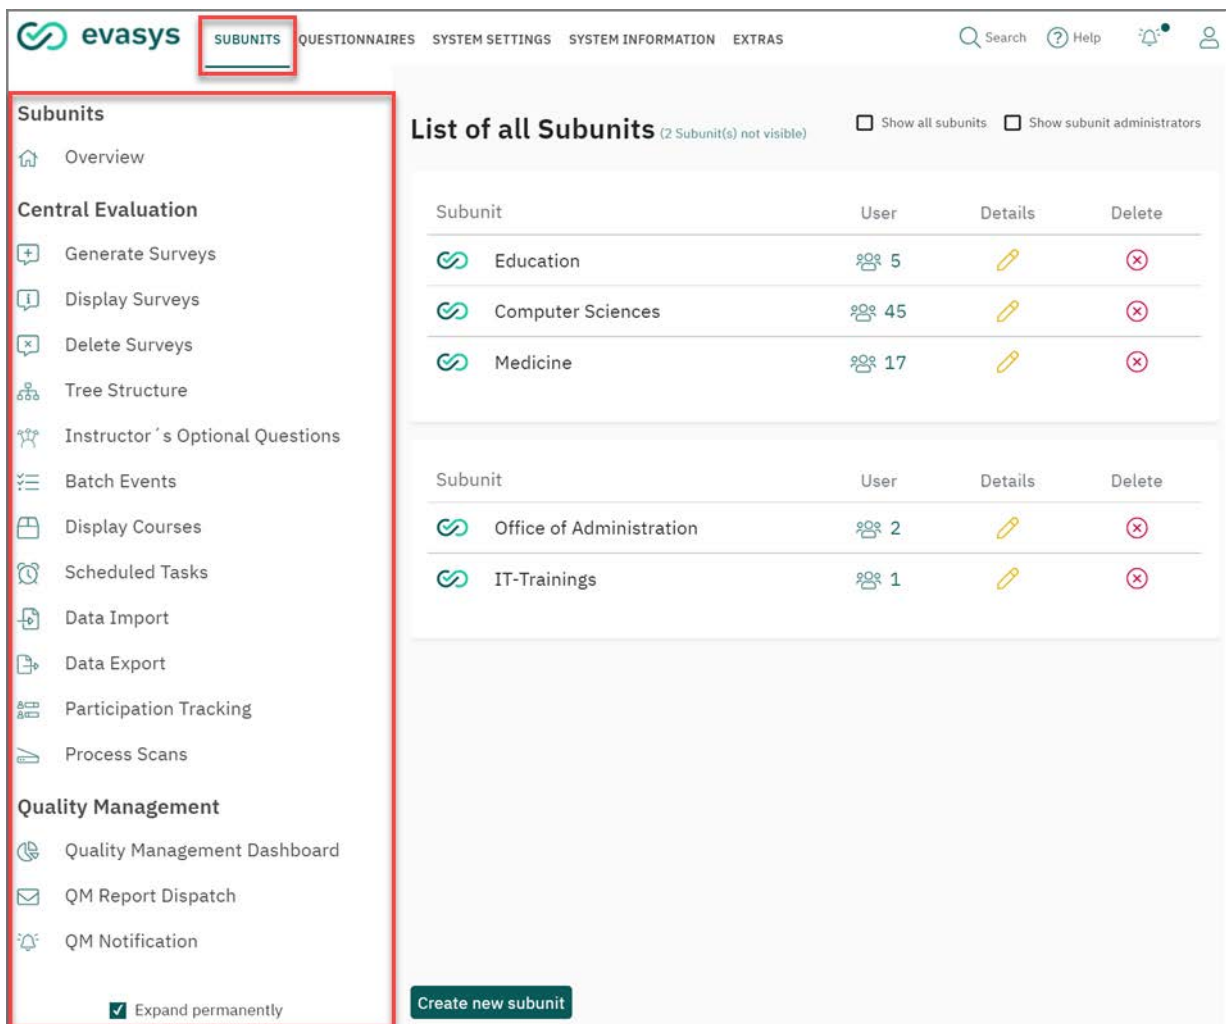 evasys SUBUNITS QUESTIONNAIRES SYSTEM SETTINGS SYSTEM INFORMATION EXTRAS Search Help
Subunits
Overview
Central Evaluation
Generate Surveys
Display Surveys
Delete Surveys
Tree Structure
Instructor´s Optional Questions
Batch Events
Display Courses
Scheduled Tasks
Data Import
Data Export
Participation Tracking
Process Scans
Quality Management
Quality Management Dashboard
QM Report Dispatch
QM Notification
Expand permanently
List of all Subunits (2 Subunit(s) not visible) Show all subunits Show subunit administrators
Subunit User Details Delete
Education 5
Computer Sciences 45
Medicine 17
Subunit User Details Delete
Office of Administration 2
IT-Trainings 1
Create new subunit